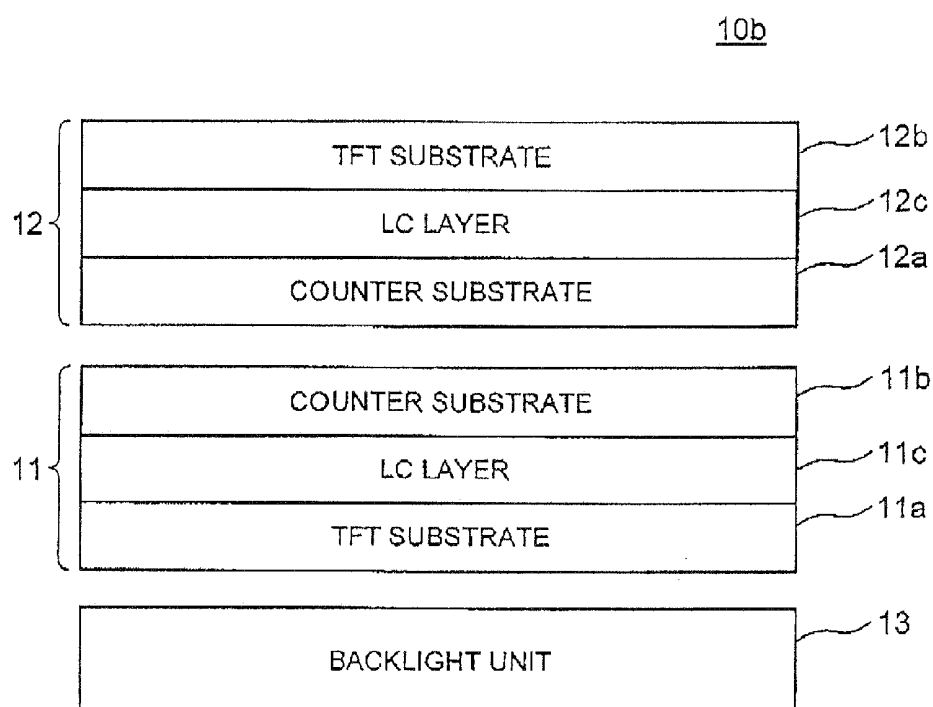 10b
TFT SUBSTRATE 12b
12 LC LAYER 12c
COUNTER SUBSTRATE 12a
COUNTER SUBSTRATE 11b
11 LC LAYER 11c
TFT SUBSTRATE 11a
BACKLIGHT UNIT 13